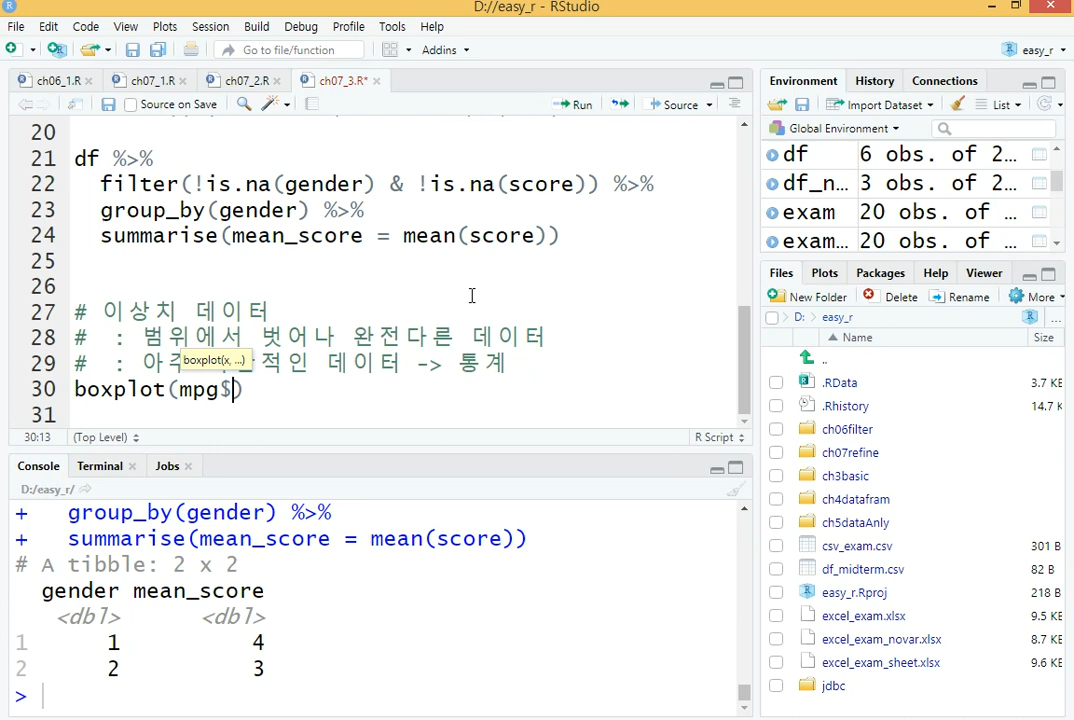 D://easy_r - RStudio
File Edit Code View Plots Session Build Debug Profile Tools Help
Go to file/function Addins easy_r
ch06_1.R ch07_1.R ch07_2.R ch07_3.R*
Source on Save Run Source
20
21 df %>%
22 filter(!is.na(gender) & !is.na(score)) %>%
23 group_by(gender) %>%
24 summarise(mean_score = mean(score))
25
26
27 # 이상치 데이터
28 # : 범위에서 벗어나 완전다른 데이터
29 # : 아주 적인 데이터 -> 통계
boxplot(x, ...)
30 boxplot(mpg$)
31
30:13 (Top Level) R Script
Console Terminal Jobs
D:/easy_r/
+ group_by(gender) %>%
+ summarise(mean_score = mean(score))
# A tibble: 2 x 2
gender mean_score
<dbl> <dbl>
1 1 4
2 2 3
>
Environment History Connections
Import Dataset List
Global Environment
df 6 obs. of 2...
df_n... 3 obs. of 2...
exam 20 obs. of ...
exam... 20 obs. of ...
Files Plots Packages Help Viewer
New Folder Delete Rename More
D: easy_r ...
Name Size
..
.RData 3.7 KE
.Rhistory 14.7 k
ch06filter
ch07refine
ch3basic
ch4datafram
ch5dataAnly
csv_exam.csv 301 B
df_midterm.csv 82 B
easy_r.Rproj 218 B
excel_exam.xlsx 9.5 KE
excel_exam_novar.xlsx 8.7 KE
excel_exam_sheet.xlsx 9.6 KE
jdbc